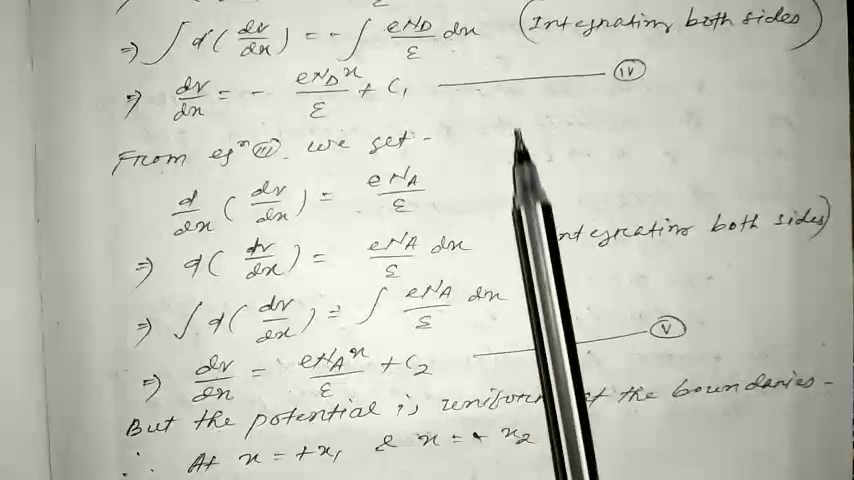 ⇒ ∫ d(dv/dx) = - ∫ eN_D/ε dx (Integrating both sides)
⇒ dv/dx = - eN_D x/ε + C₁ ——— (iv)
From eqⁿ (iii). we get -
d/dx (dv/dx) = eN_A/ε
⇒ d(dv/dx) = eN_A/ε dx Integrating both sides)
⇒ ∫ d(dv/dx) = ∫ eN_A/ε dx
⇒ dv/dx = eN_A x/ε + C₂ ——— (v)
But the potential is uniform the boundaries -
∴ At x = +x₁ & x = - x₂